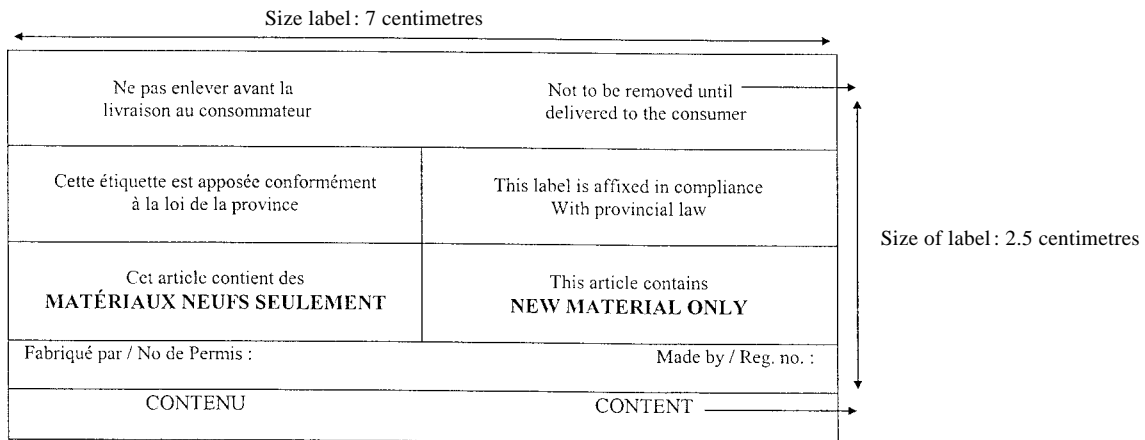 Size label: 7 centimetres
Ne pas enlever avant la
livraison au consommateur
Not to be removed until
delivered to the consumer
Cette étiquette est apposée conformément
à la loi de la province
This label is affixed in compliance
With provincial law
Size of label: 2.5 centimetres
Cet article contient des
MATÉRIAUX NEUFS SEULEMENT
This article contains
NEW MATERIAL ONLY
Fabriqué par / No de Permis :
Made by / Reg. no. :
CONTENU
CONTENT